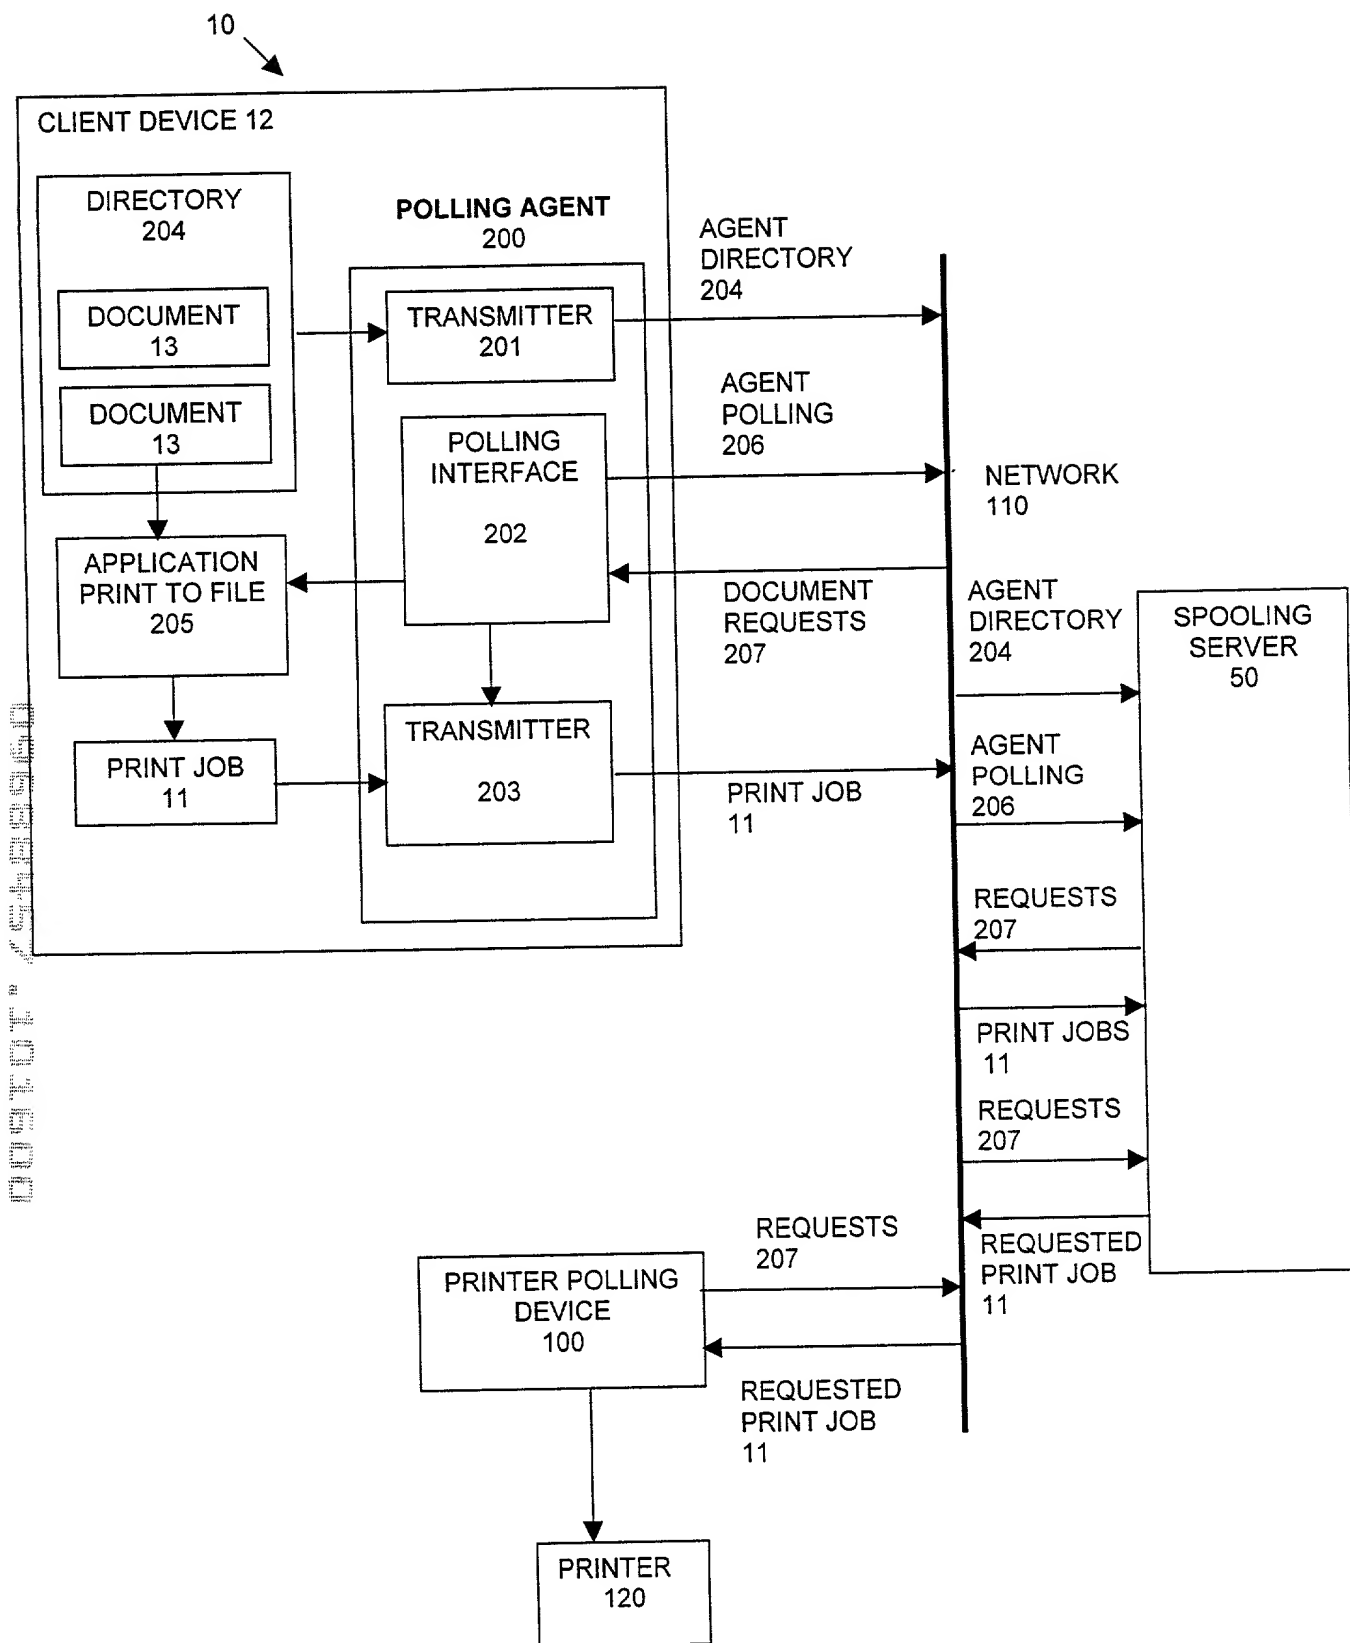 10
CLIENT DEVICE 12
DIRECTORY
204
DOCUMENT
13
DOCUMENT
13
APPLICATION
PRINT TO FILE
205
PRINT JOB
11
POLLING AGENT
200
TRANSMITTER
201
POLLING
INTERFACE
202
TRANSMITTER
203
AGENT
DIRECTORY
204
AGENT
POLLING
206
DOCUMENT
REQUESTS
207
PRINT JOB
11
NETWORK
110
AGENT
DIRECTORY
204
AGENT
POLLING
206
REQUESTS
207
PRINT JOBS
11
REQUESTS
207
REQUESTED
PRINT JOB
11
SPOOLING
SERVER
50
REQUESTS
207
PRINTER POLLING
DEVICE
100
REQUESTED
PRINT JOB
11
PRINTER
120